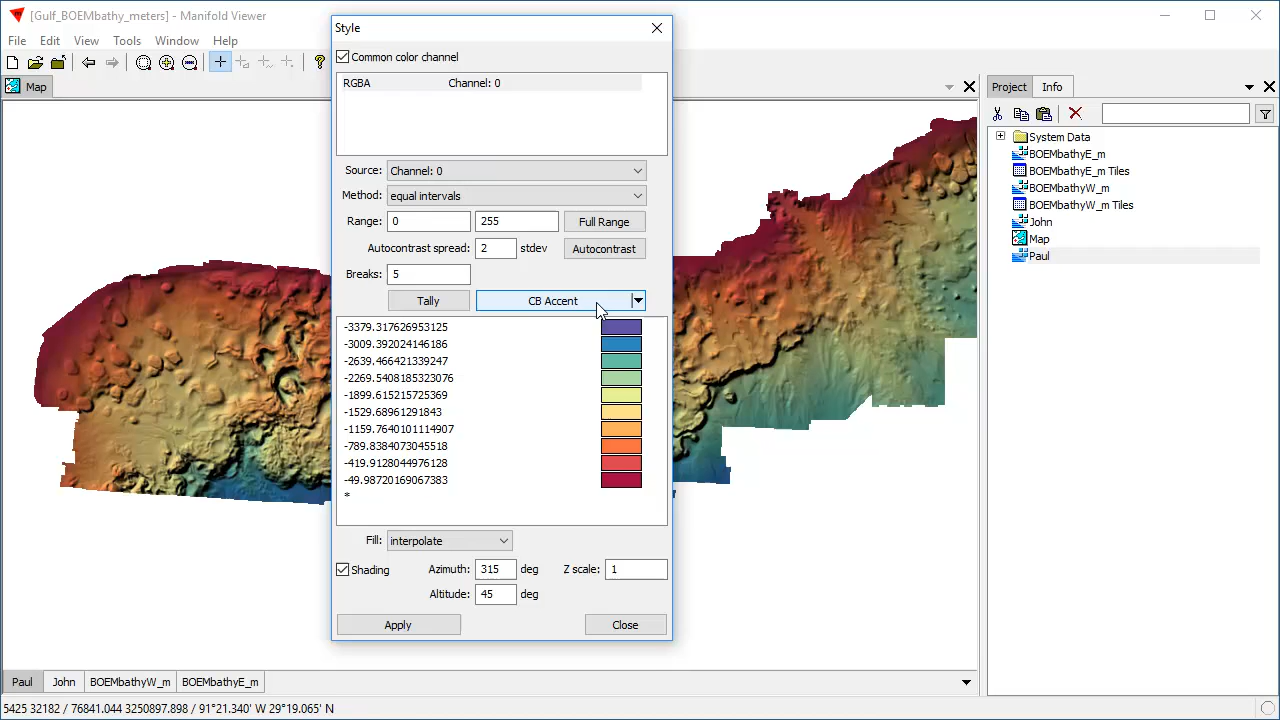 [Gulf_BOEMbathy_meters] - Manifold Viewer
File Edit View Tools Window Help
Map
Style
Common color channel
RGBA Channel: 0
Source: Channel: 0
Method: equal intervals
Range: 0 255 Full Range
Autocontrast spread: 2 stdev Autocontrast
Breaks: 5
Tally CB Accent
-3379.317626953125
-3009.392024146186
-2639.466421339247
-2269.5408185323076
-1899.615215725369
-1529.68961291843
-1159.7640101114907
-789.8384073045518
-419.9128044976128
-49.98720169067383
*
Fill: interpolate
Shading Azimuth: 315 deg Z scale: 1
Altitude: 45 deg
Apply Close
Project Info
System Data
BOEMbathyE_m
BOEMbathyE_m Tiles
BOEMbathyW_m
BOEMbathyW_m Tiles
John
Map
Paul
Paul John BOEMbathyW_m BOEMbathyE_m
5425 32182 / 76841.044 3250897.898 / 91°21.340' W 29°19.065' N